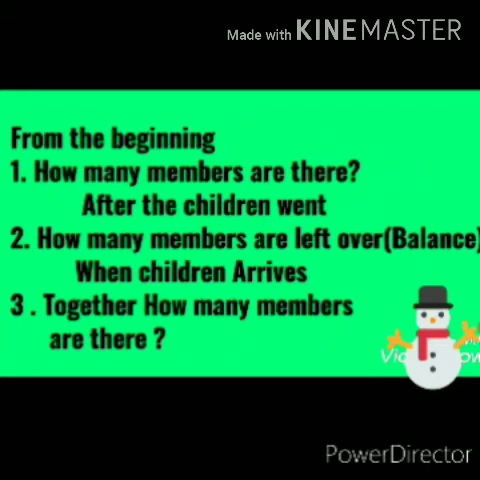 Made with KINEMASTER
From the beginning
1. How many members are there?
After the children went
2. How many members are left over(Balance)
When children Arrives
3 . Together How many members
are there ?
PowerDirector